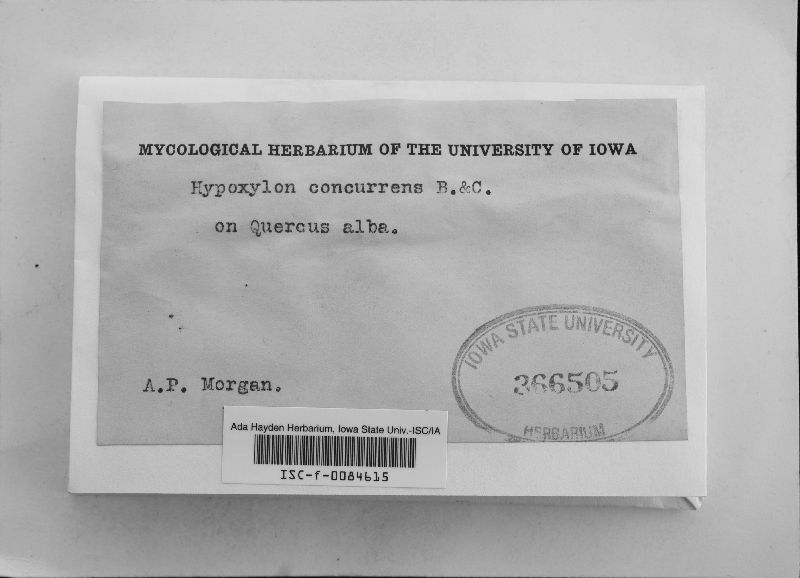 MYCOLOGICAL HERBARIUM OF THE UNIVERSITY OF IOWA
Hypoxylon concurrens B.&C.
on Quercus alba.
IOWA STATE UNIVERSITY
366505
HERBARIUM
A.P. Morgan.
Ada Hayden Herbarium, Iowa State Univ.-ISC/IA
ISC-f-0084615